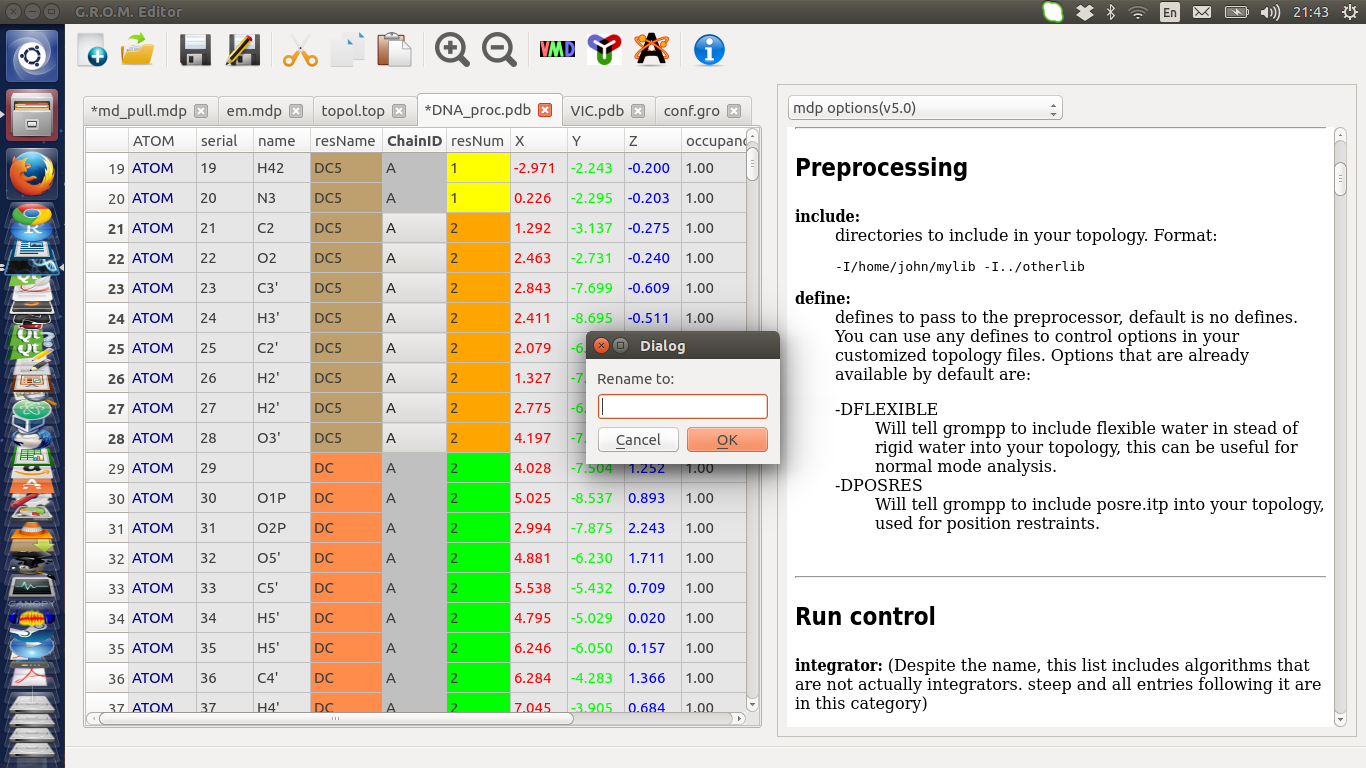 G.R.O.M. Editor
En
21:43
VMD
*md_pull.mdp
em.mdp
topol.top
*DNA_proc.pdb
VIC.pdb
conf.gro
ATOM serial name resName ChainID resNum X Y Z occupanc
19 ATOM 19 H42 DC5 A 1 -2.971 -2.243 -0.200 1.00
20 ATOM 20 N3 DC5 A 1 0.226 -2.295 -0.203 1.00
21 ATOM 21 C2 DC5 A 2 1.292 -3.137 -0.275 1.00
22 ATOM 22 O2 DC5 A 2 2.463 -2.731 -0.240 1.00
23 ATOM 23 C3' DC5 A 2 2.843 -7.699 -0.609 1.00
24 ATOM 24 H3' DC5 A 2 2.411 -8.695 -0.511 1.00
25 ATOM 25 C2' DC5 A 2 2.079
26 ATOM 26 H2' DC5 A 2 1.327
27 ATOM 27 H2' DC5 A 2 2.775
28 ATOM 28 O3' DC5 A 2 4.197
29 ATOM 29 DC A 2 4.028 -7.504 1.252 1.00
30 ATOM 30 O1P DC A 2 5.025 -8.537 0.893 1.00
31 ATOM 31 O2P DC A 2 2.994 -7.875 2.243 1.00
32 ATOM 32 O5' DC A 2 4.881 -6.230 1.711 1.00
33 ATOM 33 C5' DC A 2 5.538 -5.432 0.709 1.00
34 ATOM 34 H5' DC A 2 4.795 -5.029 0.020 1.00
35 ATOM 35 H5' DC A 2 6.246 -6.050 0.157 1.00
36 ATOM 36 C4' DC A 2 6.284 -4.283 1.366 1.00
37 ATOM 37 H4' DC A 2 7.045 -3.905 0.684 1.00
Dialog
Rename to:
Cancel
OK
mdp options(v5.0)
Preprocessing
include:
directories to include in your topology. Format:
-I/home/john/mylib -I../otherlib
define:
defines to pass to the preprocessor, default is no defines.
You can use any defines to control options in your
customized topology files. Options that are already
available by default are:
-DFLEXIBLE
Will tell grompp to include flexible water in stead of
rigid water into your topology, this can be useful for
normal mode analysis.
-DPOSRES
Will tell grompp to include posre.itp into your topology,
used for position restraints.
Run control
integrator: (Despite the name, this list includes algorithms that
are not actually integrators. steep and all entries following it are
in this category)